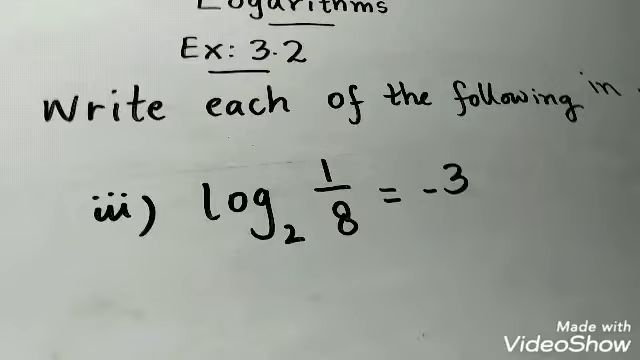 Logarithms
Ex: 3.2
Write each of the following in
iii) log₂ 1/8 = -3
Made with
VideoShow